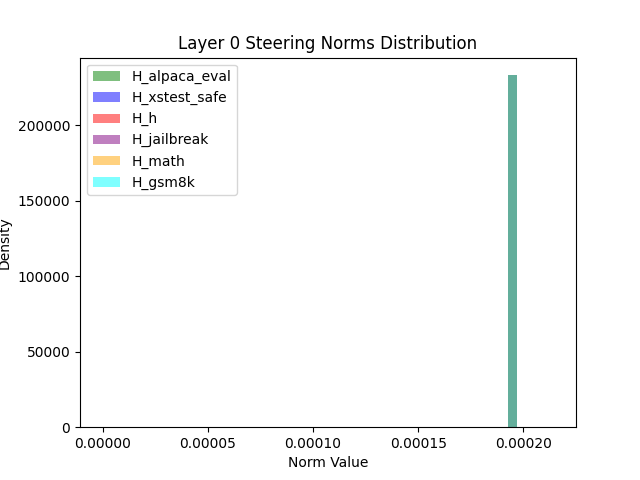 Layer 0 Steering Norms Distribution
H_alpaca_eval
H_xstest_safe
H_h
H_jailbreak
H_math
H_gsm8k
Density
200000
150000
100000
50000
0
0.00000 0.00005 0.00010 0.00015 0.00020
Norm Value